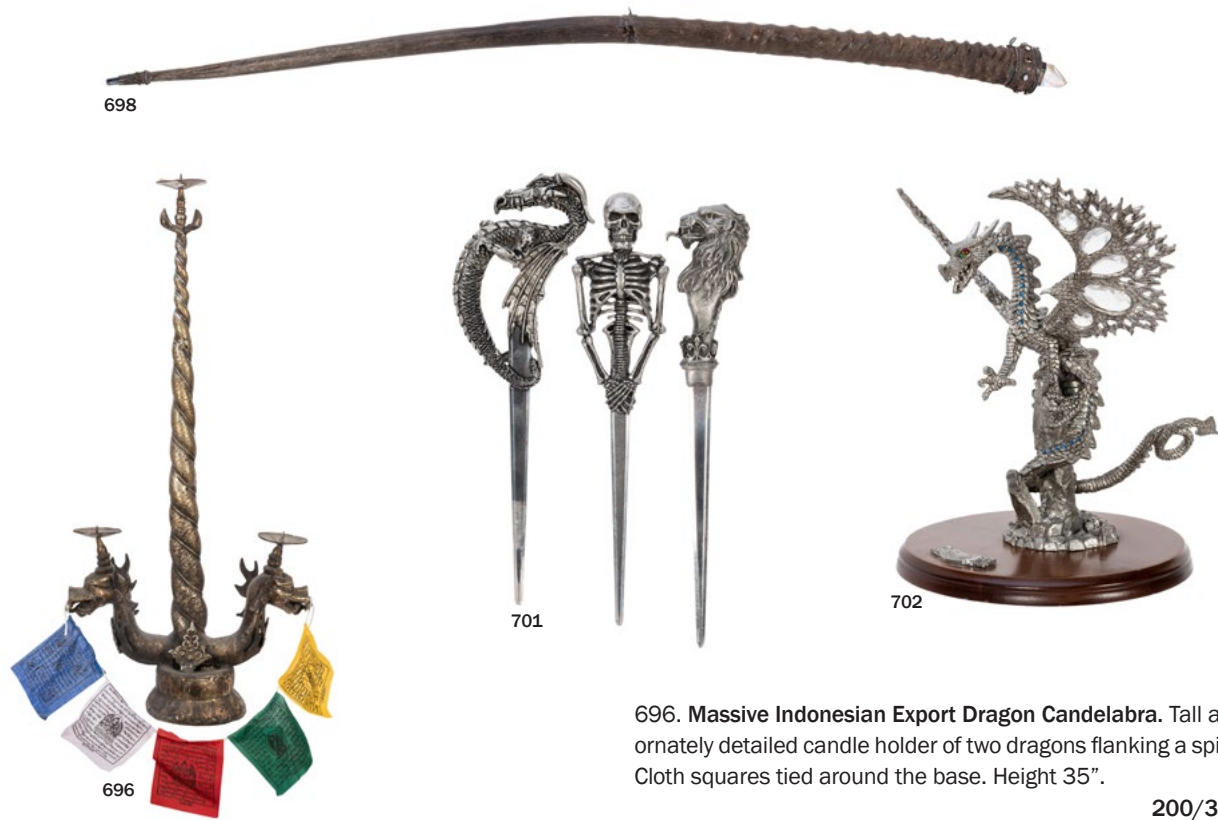 698
701
702
696
696. Massive Indonesian Export Dragon Candelabra. Tall a
ornately detailed candle holder of two dragons flanking a spi
Cloth squares tied around the base. Height 35”.
200/3